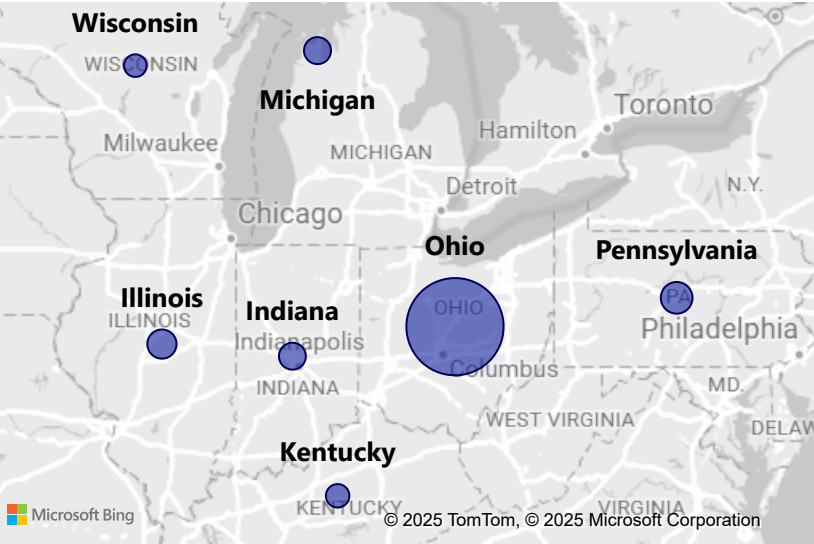 Wisconsin
WISCONSIN
Michigan
Toronto
Hamilton
Milwaukee
MICHIGAN
Detroit
N.Y.
Chicago
Ohio
Pennsylvania
Illinois
Indiana
OHIO
PA
ILLINOIS
Indianapolis
Philadelphia
Columbus
INDIANA
MD.
WEST VIRGINIA
DELAW
Kentucky
KENTUCKY
VIRGINIA
Microsoft Bing
© 2025 TomTom, © 2025 Microsoft Corporation